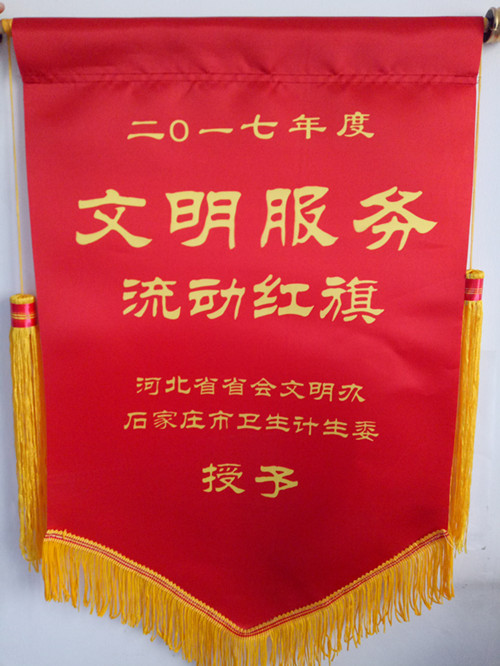 二〇一七年度
文明服务
流动红旗
河北省省会文明办
石家庄市卫生计生委
授予